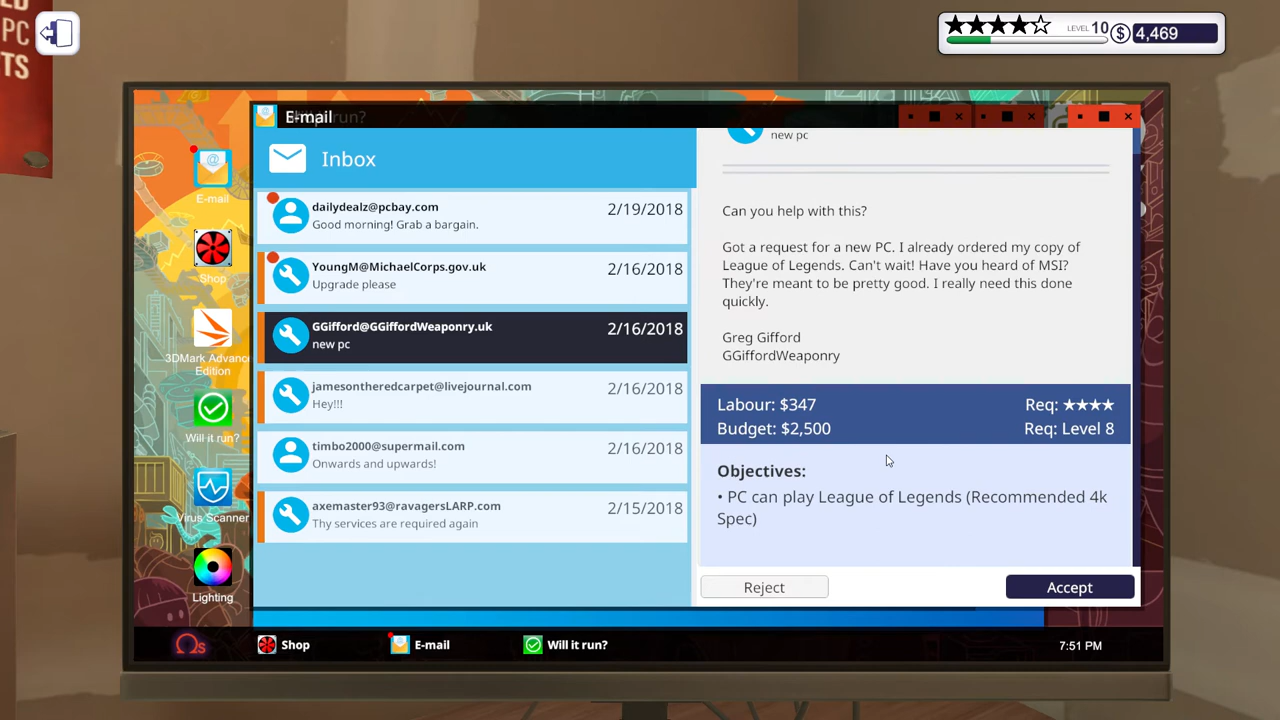 PC
TS
LEVEL 10
$ 4,469
E-mail
Inbox
dailydealz@pcbay.com 2/19/2018
Good morning! Grab a bargain.
YoungM@MichaelCorps.gov.uk 2/16/2018
Upgrade please
GGifford@GGiffordWeaponry.uk 2/16/2018
new pc
jamesontheredcarpet@livejournal.com 2/16/2018
Hey!!!
timbo2000@supermail.com 2/16/2018
Onwards and upwards!
axemaster93@ravagersLARP.com 2/15/2018
Thy services are required again
new pc
Can you help with this?
Got a request for a new PC. I already ordered my copy of
League of Legends. Can't wait! Have you heard of MSI?
They're meant to be pretty good. I really need this done
quickly.
Greg Gifford
GGiffordWeaponry
Labour: $347 Req: ★★★★
Budget: $2,500 Req: Level 8
Objectives:
• PC can play League of Legends (Recommended 4k
Spec)
Reject
Accept
E-mail
Shop
3DMark Advanc
Edition
Will it run?
Virus Scanner
Lighting
Shop
E-mail
Will it run?
7:51 PM